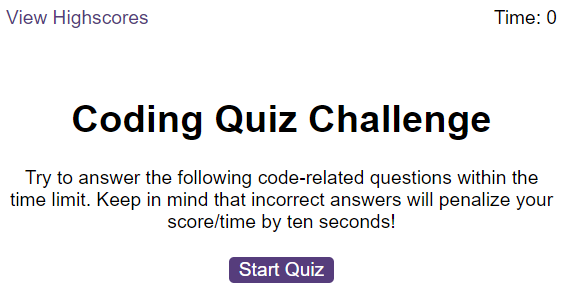 View Highscores
Time: 0
Coding Quiz Challenge
Try to answer the following code-related questions within the
time limit. Keep in mind that incorrect answers will penalize your
score/time by ten seconds!
Start Quiz